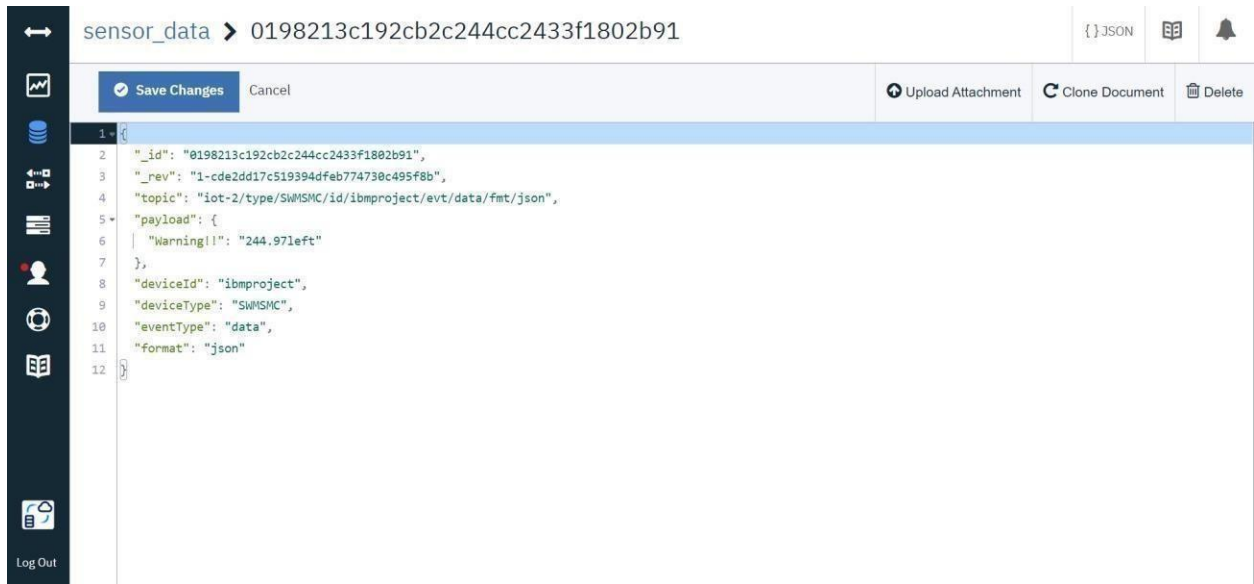 sensor_data > 0198213c192cb2c244cc2433f1802b91
{ } JSON
Save Changes
Cancel
Upload Attachment
Clone Document
Delete
1 {
2 "_id": "0198213c192cb2c244cc2433f1802b91",
3 "_rev": "1-cde2dd17c519394dfeb774730c495f8b",
4 "topic": "iot-2/type/SWMSMC/id/ibmproject/evt/data/fmt/json",
5 "payload": {
6 "Warning!!": "244.97left"
7 },
8 "deviceId": "ibmproject",
9 "deviceType": "SWMSMC",
10 "eventType": "data",
11 "format": "json"
12 }
Log Out